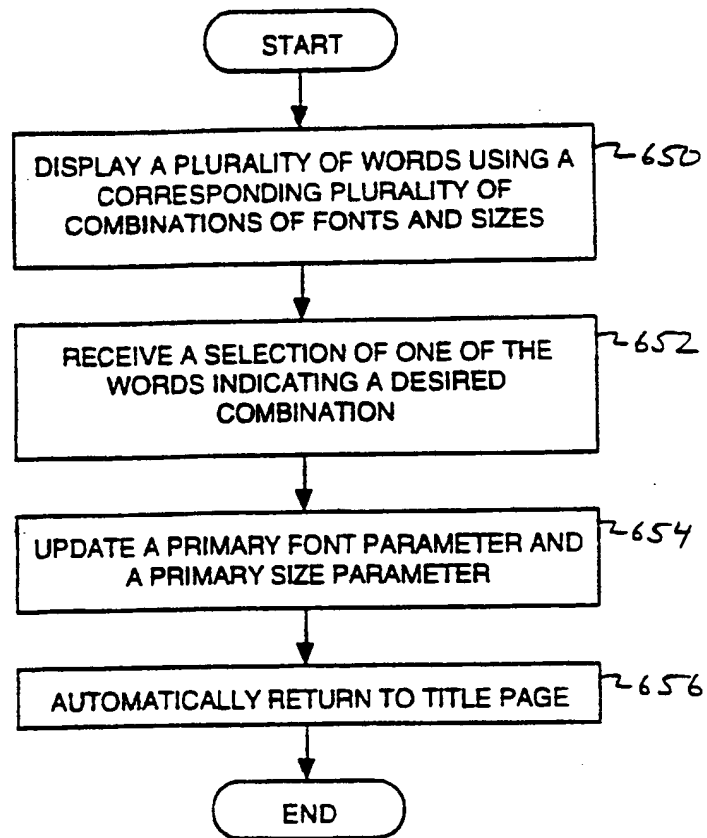 START
DISPLAY A PLURALITY OF WORDS USING A
CORRESPONDING PLURALITY OF
COMBINATIONS OF FONTS AND SIZES
650
RECEIVE A SELECTION OF ONE OF THE
WORDS INDICATING A DESIRED
COMBINATION
652
UPDATE A PRIMARY FONT PARAMETER AND
A PRIMARY SIZE PARAMETER
654
AUTOMATICALLY RETURN TO TITLE PAGE
656
END